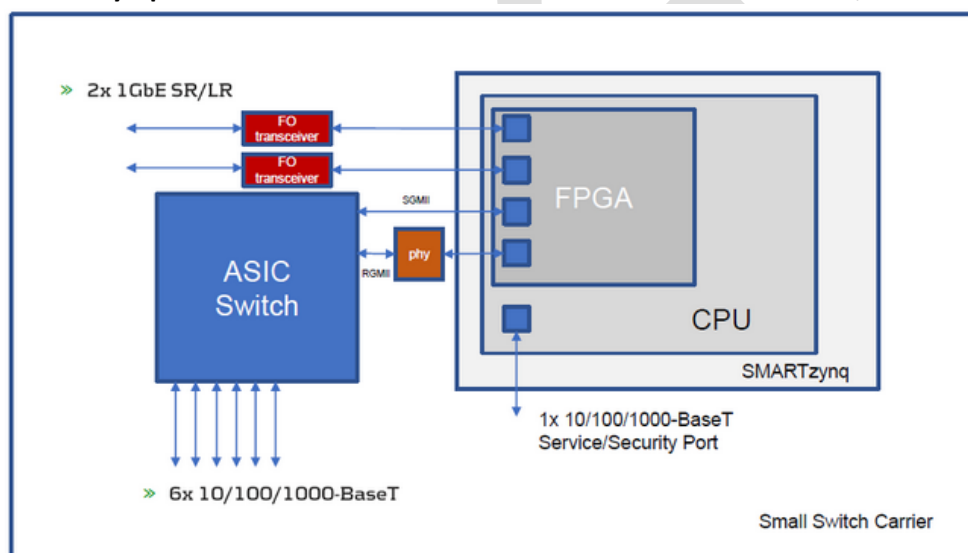 » 2x 1GbE SR/LR
FO
transceiver
FO
transceiver
SGMII
FPGA
phy
RGMII
ASIC
Switch
CPU
SMARTzynq
1x 10/100/1000-BaseT
Service/Security Port
» 6x 10/100/1000-BaseT
Small Switch Carrier